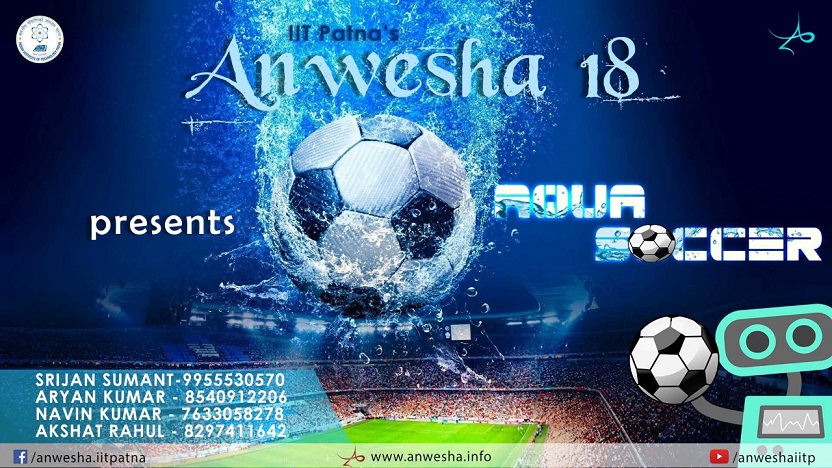 IIT Patna's
Anwesha 18
presents
AQUA
SOCCER
SRIJAN SUMANT-9955530570
ARYAN KUMAR - 8540912206
NAVIN KUMAR - 7633058278
AKSHAT RAHUL - 8297411642
/anwesha.iitpatna
www.anwesha.info
/anweshaiitp